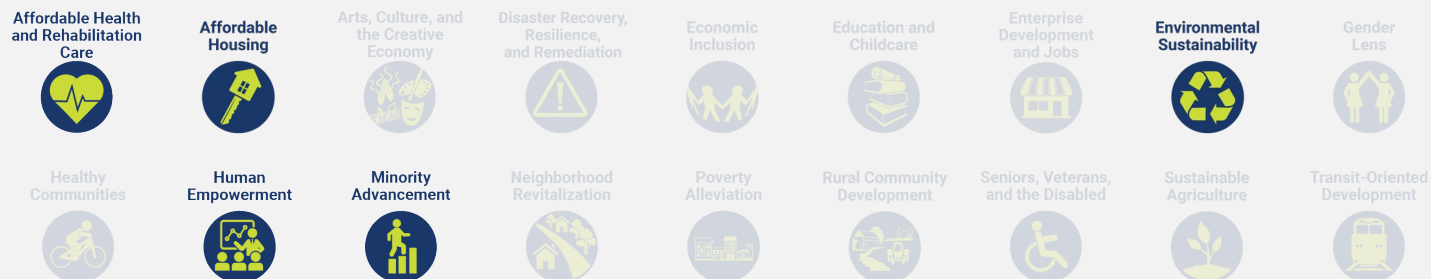 Affordable Health
and Rehabilitation
Care
Affordable
Housing
Arts, Culture, and
the Creative
Economy
Disaster Recovery,
Resilience,
and Remediation
Economic
Inclusion
Education and
Childcare
Enterprise
Development
and Jobs
Environmental
Sustainability
Gender
Lens
Healthy
Communities
Human
Empowerment
Minority
Advancement
Neighborhood
Revitalization
Poverty
Alleviation
Rural Community
Development
Seniors, Veterans,
and the Disabled
Sustainable
Agriculture
Transit-Oriented
Development